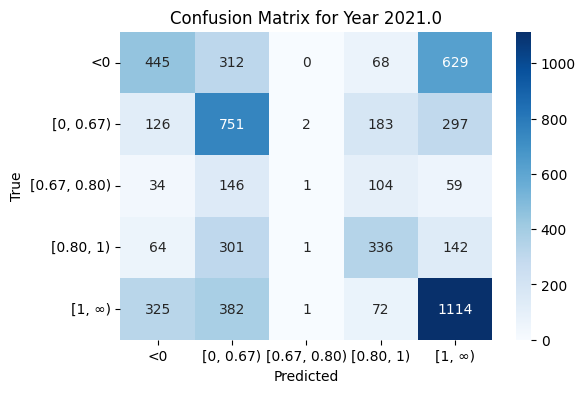 Confusion Matrix for Year 2021.0
<0 445 312 0 68 629
[0, 0.67) 126 751 2 183 297
[0.67, 0.80) 34 146 1 104 59
[0.80, 1) 64 301 1 336 142
[1, ∞) 325 382 1 72 1114
<0 [0, 0.67) [0.67, 0.80) [0.80, 1) [1, ∞)
Predicted
True
1000
800
600
400
200
0